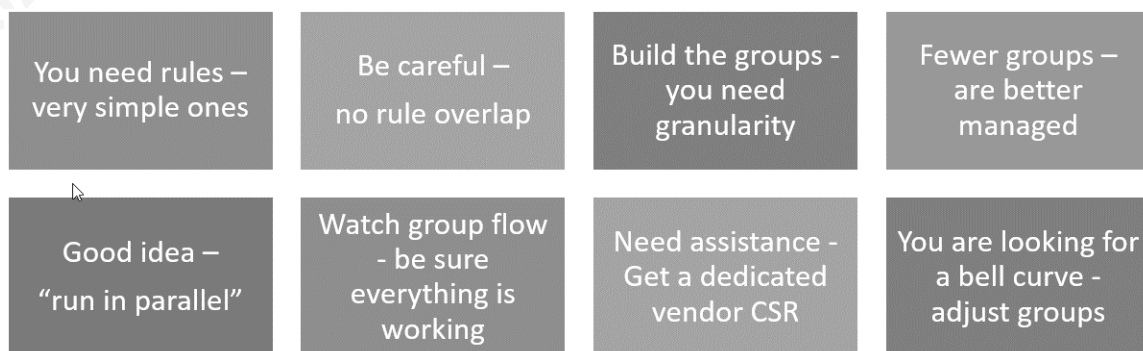 You need rules –
very simple ones
Be careful –
no rule overlap
Build the groups -
you need
granularity
Fewer groups –
are better
managed
Good idea –
“run in parallel”
Watch group flow
- be sure
everything is
working
Need assistance -
Get a dedicated
vendor CSR
You are looking for
a bell curve -
adjust groups